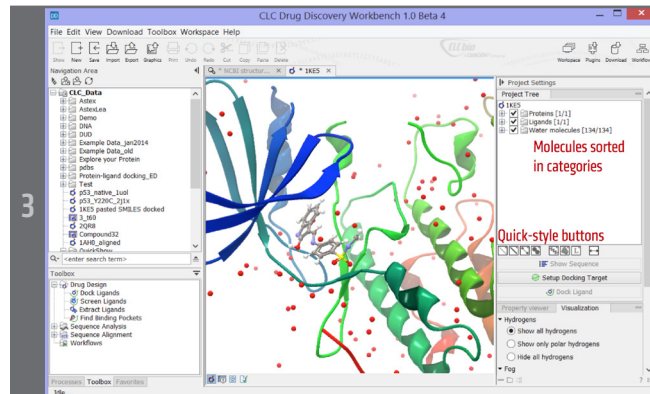 CLC Drug Discovery Workbench 1.0 Beta 4
File Edit View Download Toolbox Workspace Help
Show New Save Import Export Graphics Print Undo Redo Cut Copy Paste Delete
CLC bio
Workspace Plugins Download Workflows
Navigation Area
* NCBI structur... × * 1KE5 ×
CLC_Data
Astex
AstexLea
Demo
DNA
DUD
Example Data_jan2014
Example Data_old
Explore your Protein
pdbs
Protein-ligand docking_ED
Test
p53_native_1uol
p53_Y220C_2j1x
1KE5 pasted SMILES docked
3_t69
2QR8
Compound32
1AH0_aligned
<enter search term>
Toolbox
Drug Design
Dock Ligands
Screen Ligands
Extract Ligands
Find Binding Pockets
Sequence Analysis
Sequence Alignment
Workflows
Processes Toolbox Favorites
Idle...
3
Project Settings
Project Tree
1KE5
Proteins [1/1]
Ligands [1/1]
Water molecules [134/134]
Molecules sorted
in categories
Quick-style buttons
Show Sequence
Setup Docking Target
Dock Ligand
Property viewer Visualization
Hydrogens
Show all hydrogens
Show only polar hydrogens
Hide all hydrogens
Fog